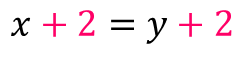 x + 2 = y + 2